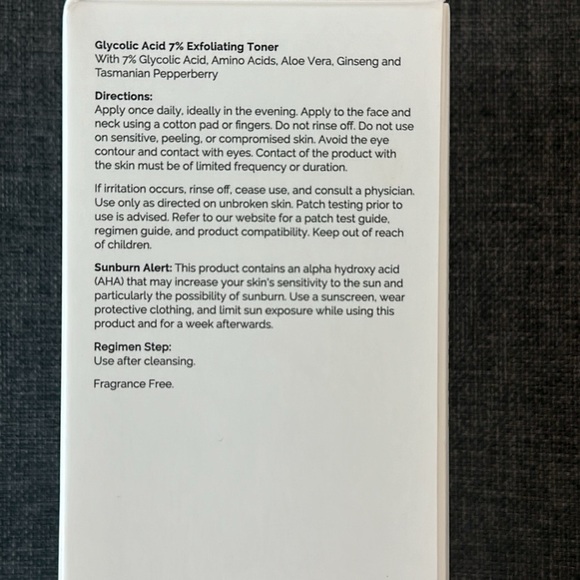 Glycolic Acid 7% Exfoliating Toner
With 7% Glycolic Acid, Amino Acids, Aloe Vera, Ginseng and
Tasmanian Pepperberry
Directions:
Apply once daily, ideally in the evening. Apply to the face and
neck using a cotton pad or fingers. Do not rinse off. Do not use
on sensitive, peeling, or compromised skin. Avoid the eye
contour and contact with eyes. Contact of the product with
the skin must be of limited frequency or duration.
If irritation occurs, rinse off, cease use, and consult a physician.
Use only as directed on unbroken skin. Patch testing prior to
use is advised. Refer to our website for a patch test guide,
regimen guide, and product compatibility. Keep out of reach
of children.
Sunburn Alert: This product contains an alpha hydroxy acid
(AHA) that may increase your skin's sensitivity to the sun and
particularly the possibility of sunburn. Use a sunscreen, wear
protective clothing, and limit sun exposure while using this
product and for a week afterwards.
Regimen Step:
Use after cleansing.
Fragrance Free.